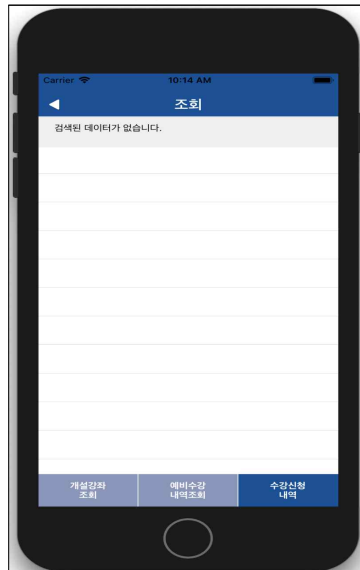 Carrier 10:14 AM
조회
검색된 데이터가 없습니다.
개설강좌
조회
예비수강
내역조회
수강신청
내역